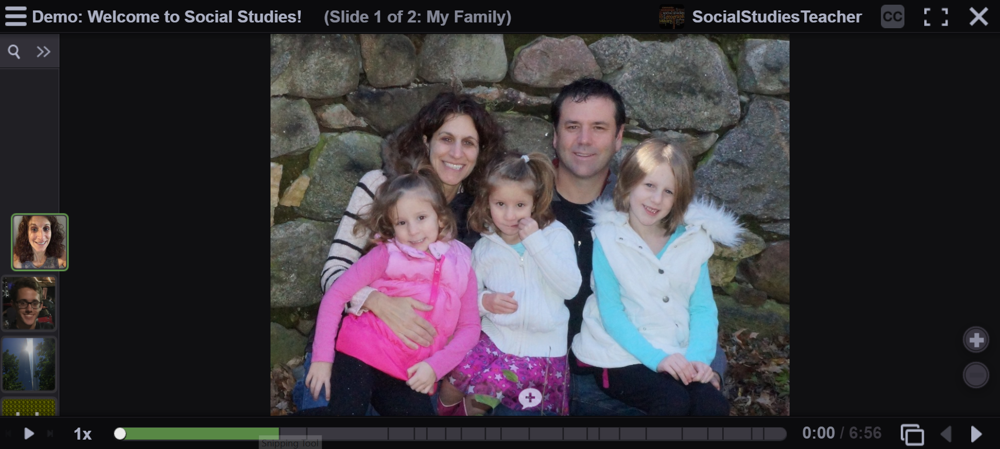 Demo: Welcome to Social Studies! (Slide 1 of 2: My Family) SocialStudiesTeacher CC
1x 0:00 / 6:56
Snipping Tool